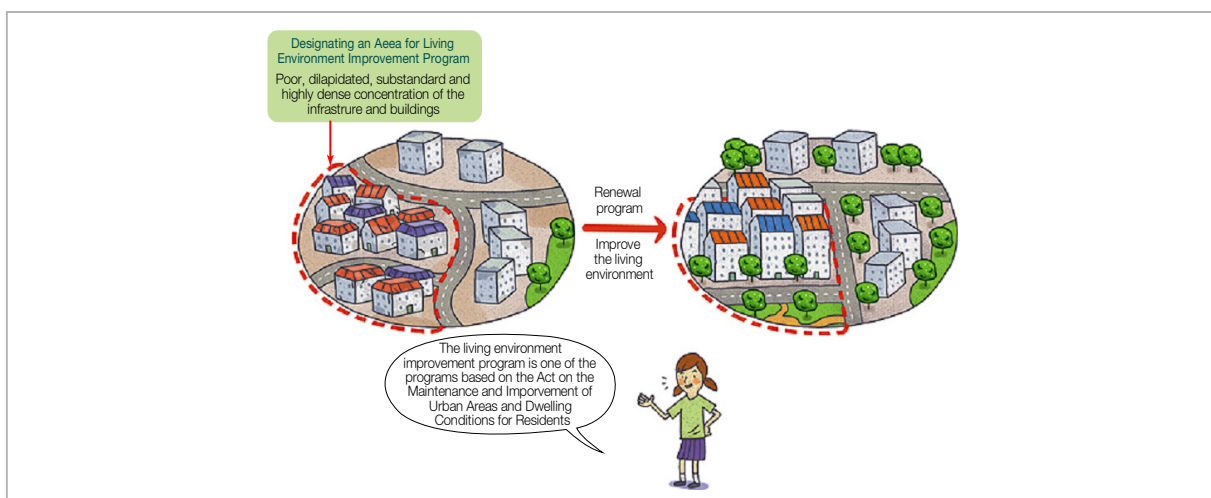 Designating an Aeea for Living
Environment Improvement Program
Poor, dilapidated, substandard and
highly dense concentration of the
infrastrure and buildings
Renewal
program
Improve
the living
environment
The living environment
improvement program is one of the
programs based on the Act on the
Maintenance and Imporvement of
Urban Areas and Dwelling
Conditions for Residents